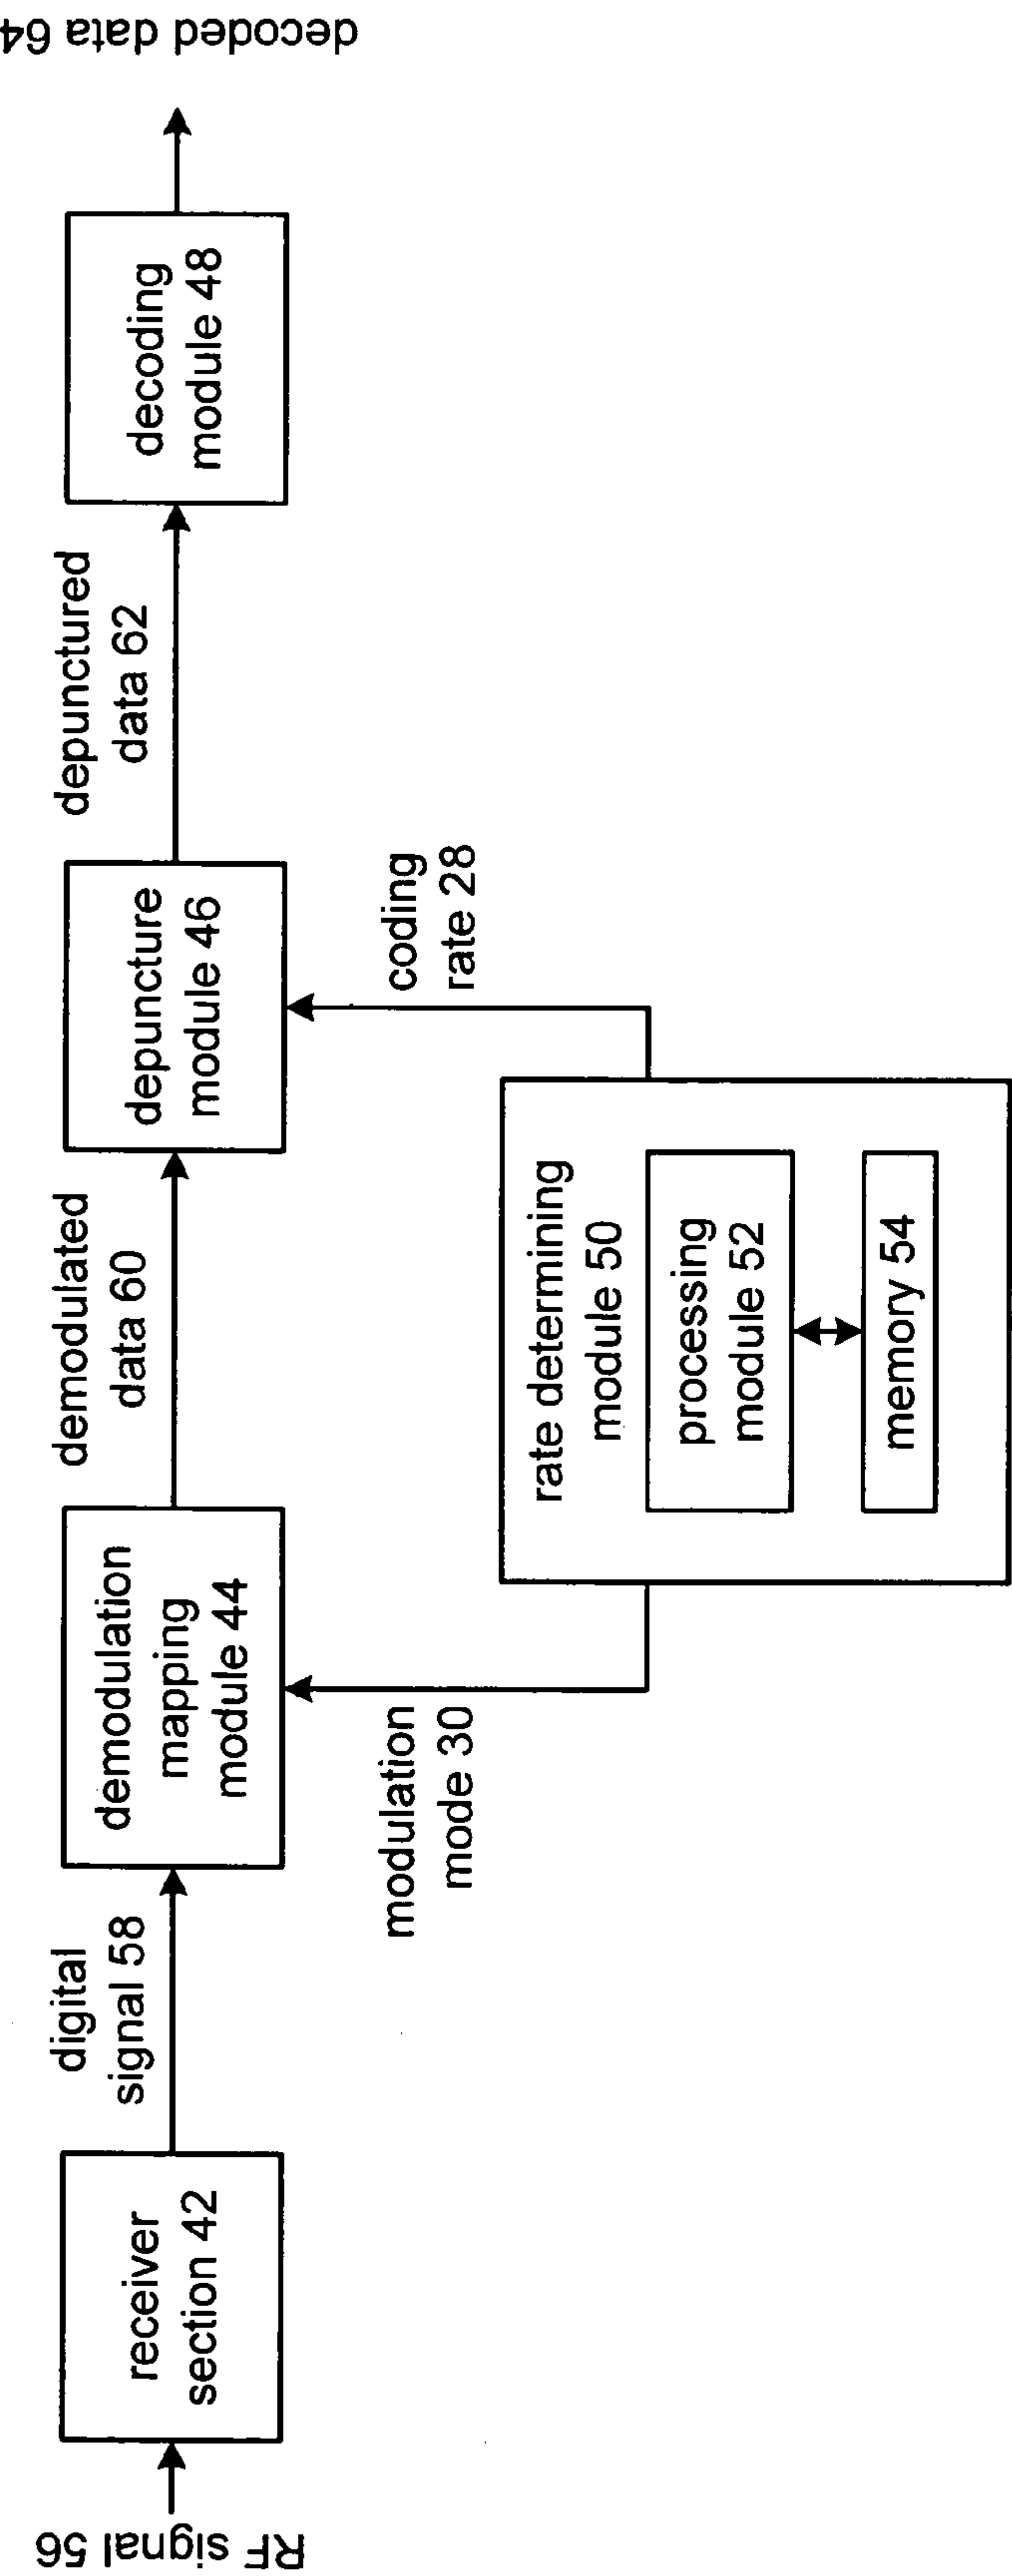 RF signal 56
receiver
section 42
digital
signal 58
demodulation
mapping
module 44
modulation
mode 30
demodulated
data 60
rate determining
module 50
processing
module 52
memory 54
depuncture
module 46
coding
rate 28
depunctured
data 62
decoding
module 48
decoded data 64